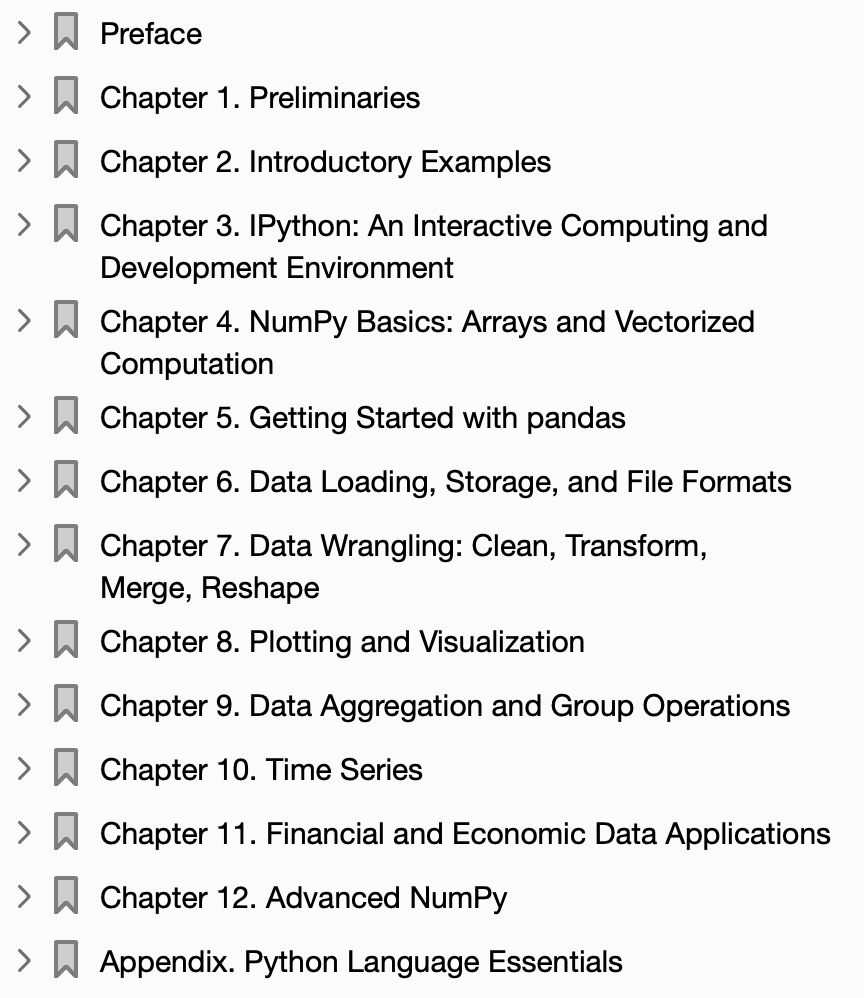 Preface
Chapter 1. Preliminaries
Chapter 2. Introductory Examples
Chapter 3. IPython: An Interactive Computing and
Development Environment
Chapter 4. NumPy Basics: Arrays and Vectorized
Computation
Chapter 5. Getting Started with pandas
Chapter 6. Data Loading, Storage, and File Formats
Chapter 7. Data Wrangling: Clean, Transform,
Merge, Reshape
Chapter 8. Plotting and Visualization
Chapter 9. Data Aggregation and Group Operations
Chapter 10. Time Series
Chapter 11. Financial and Economic Data Applications
Chapter 12. Advanced NumPy
Appendix. Python Language Essentials